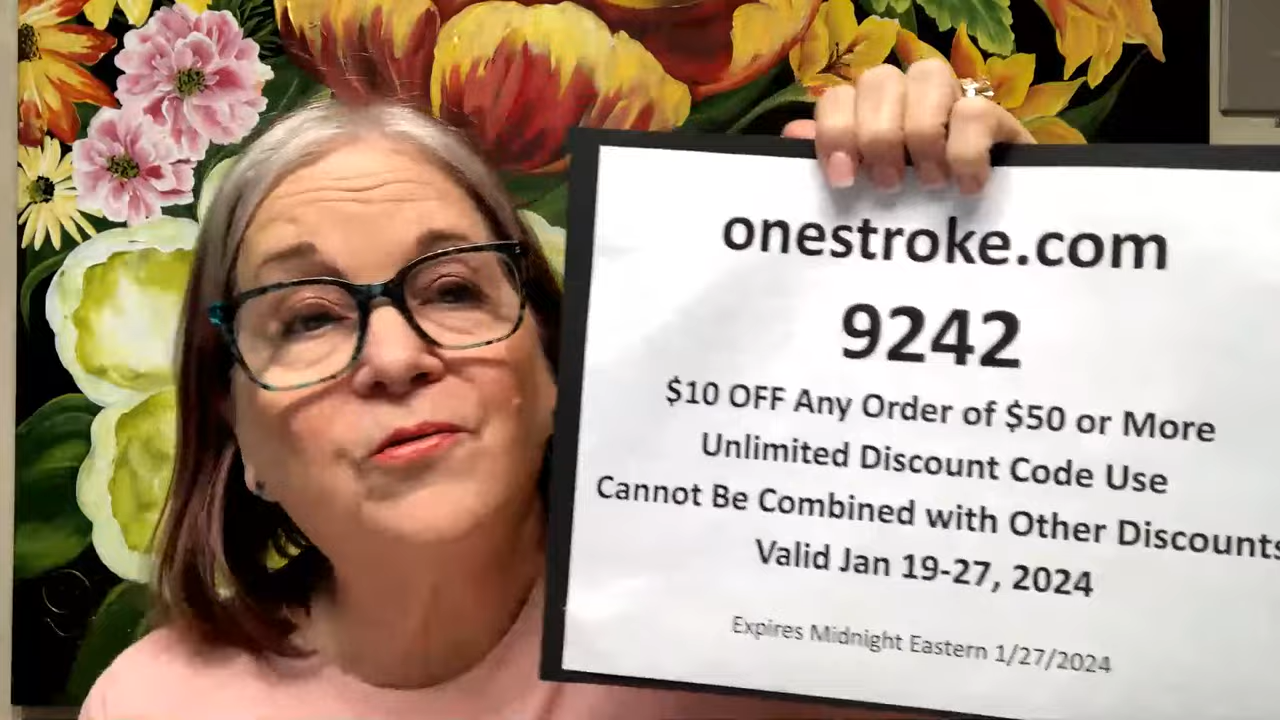 onestroke.com
9242
$10 OFF Any Order of $50 or More
Unlimited Discount Code Use
Cannot Be Combined with Other Discounts
Valid Jan 19-27, 2024
Expires Midnight Eastern 1/27/2024